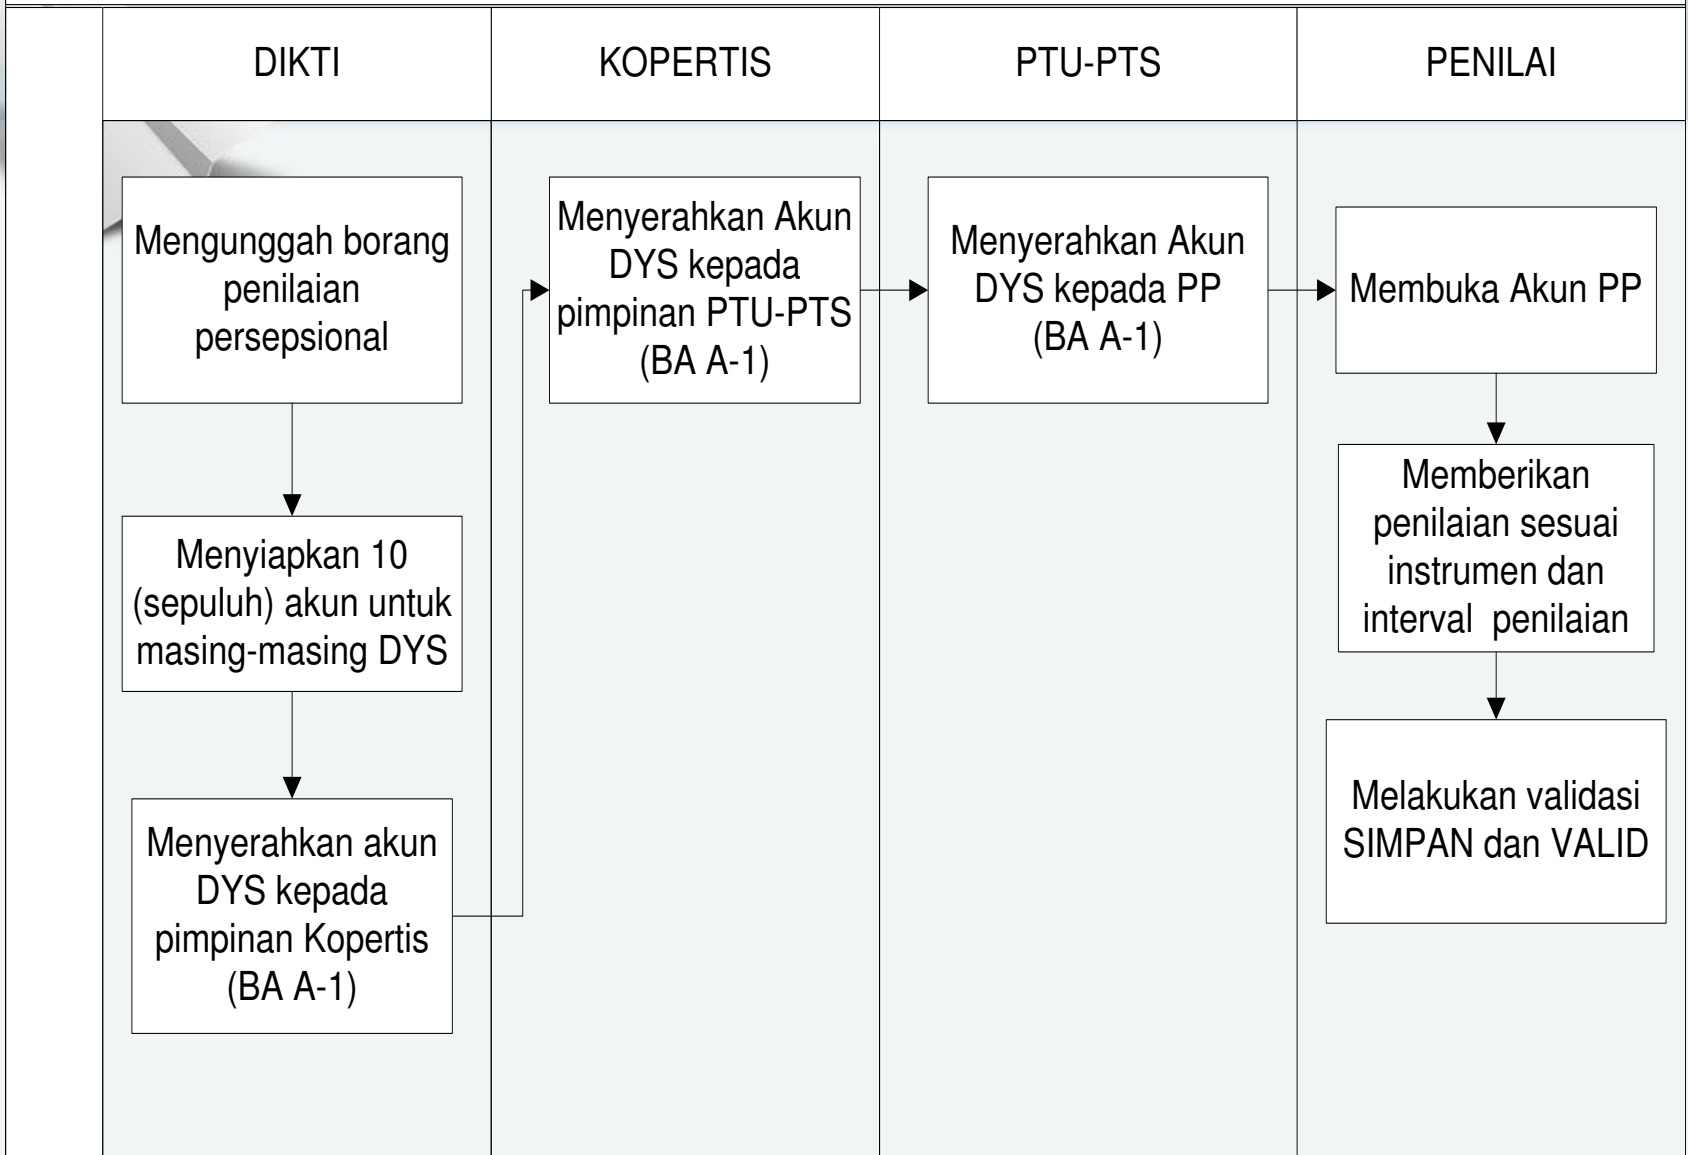 DIKTI
KOPERTIS
PTU-PTS
PENILAI
Mengunggah borang
penilaian
persepsional
Menyiapkan 10
(sepuluh) akun untuk
masing-masing DYS
Menyerahkan akun
DYS kepada
pimpinan Kopertis
(BA A-1)
Menyerahkan Akun
DYS kepada
pimpinan PTU-PTS
(BA A-1)
Menyerahkan Akun
DYS kepada PP
(BA A-1)
Membuka Akun PP
Memberikan
penilaian sesuai
instrumen dan
interval  penilaian
Melakukan validasi
SIMPAN dan VALID